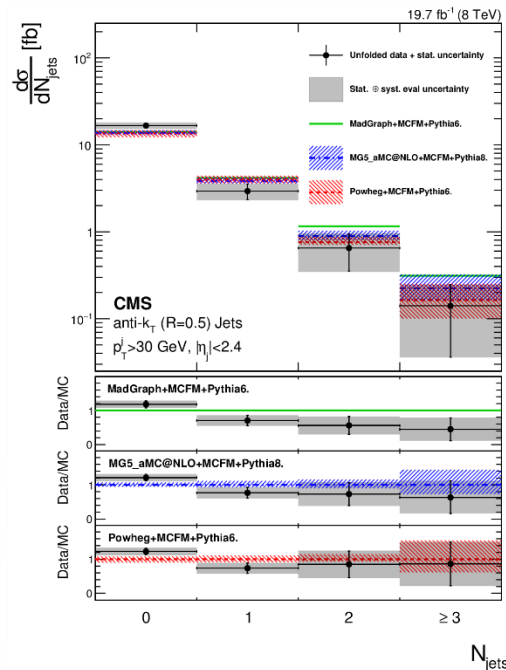 19.7 fb⁻¹ (8 TeV)
dσ/dN_jets [fb]
10²
10
1
10⁻¹
Unfolded data + stat. uncertainty
Stat. ⊕ syst. eval uncertainty
MadGraph+MCFM+Pythia6.
MG5_aMC@NLO+MCFM+Pythia8.
Powheg+MCFM+Pythia6.
CMS
anti-k_T (R=0.5) Jets
p_T^j>30 GeV, |η_j|<2.4
MadGraph+MCFM+Pythia6.
Data/MC
1
0
MG5_aMC@NLO+MCFM+Pythia8.
Data/MC
1
0
Powheg+MCFM+Pythia6.
Data/MC
1
0
0 1 2 ≥ 3
N_jets